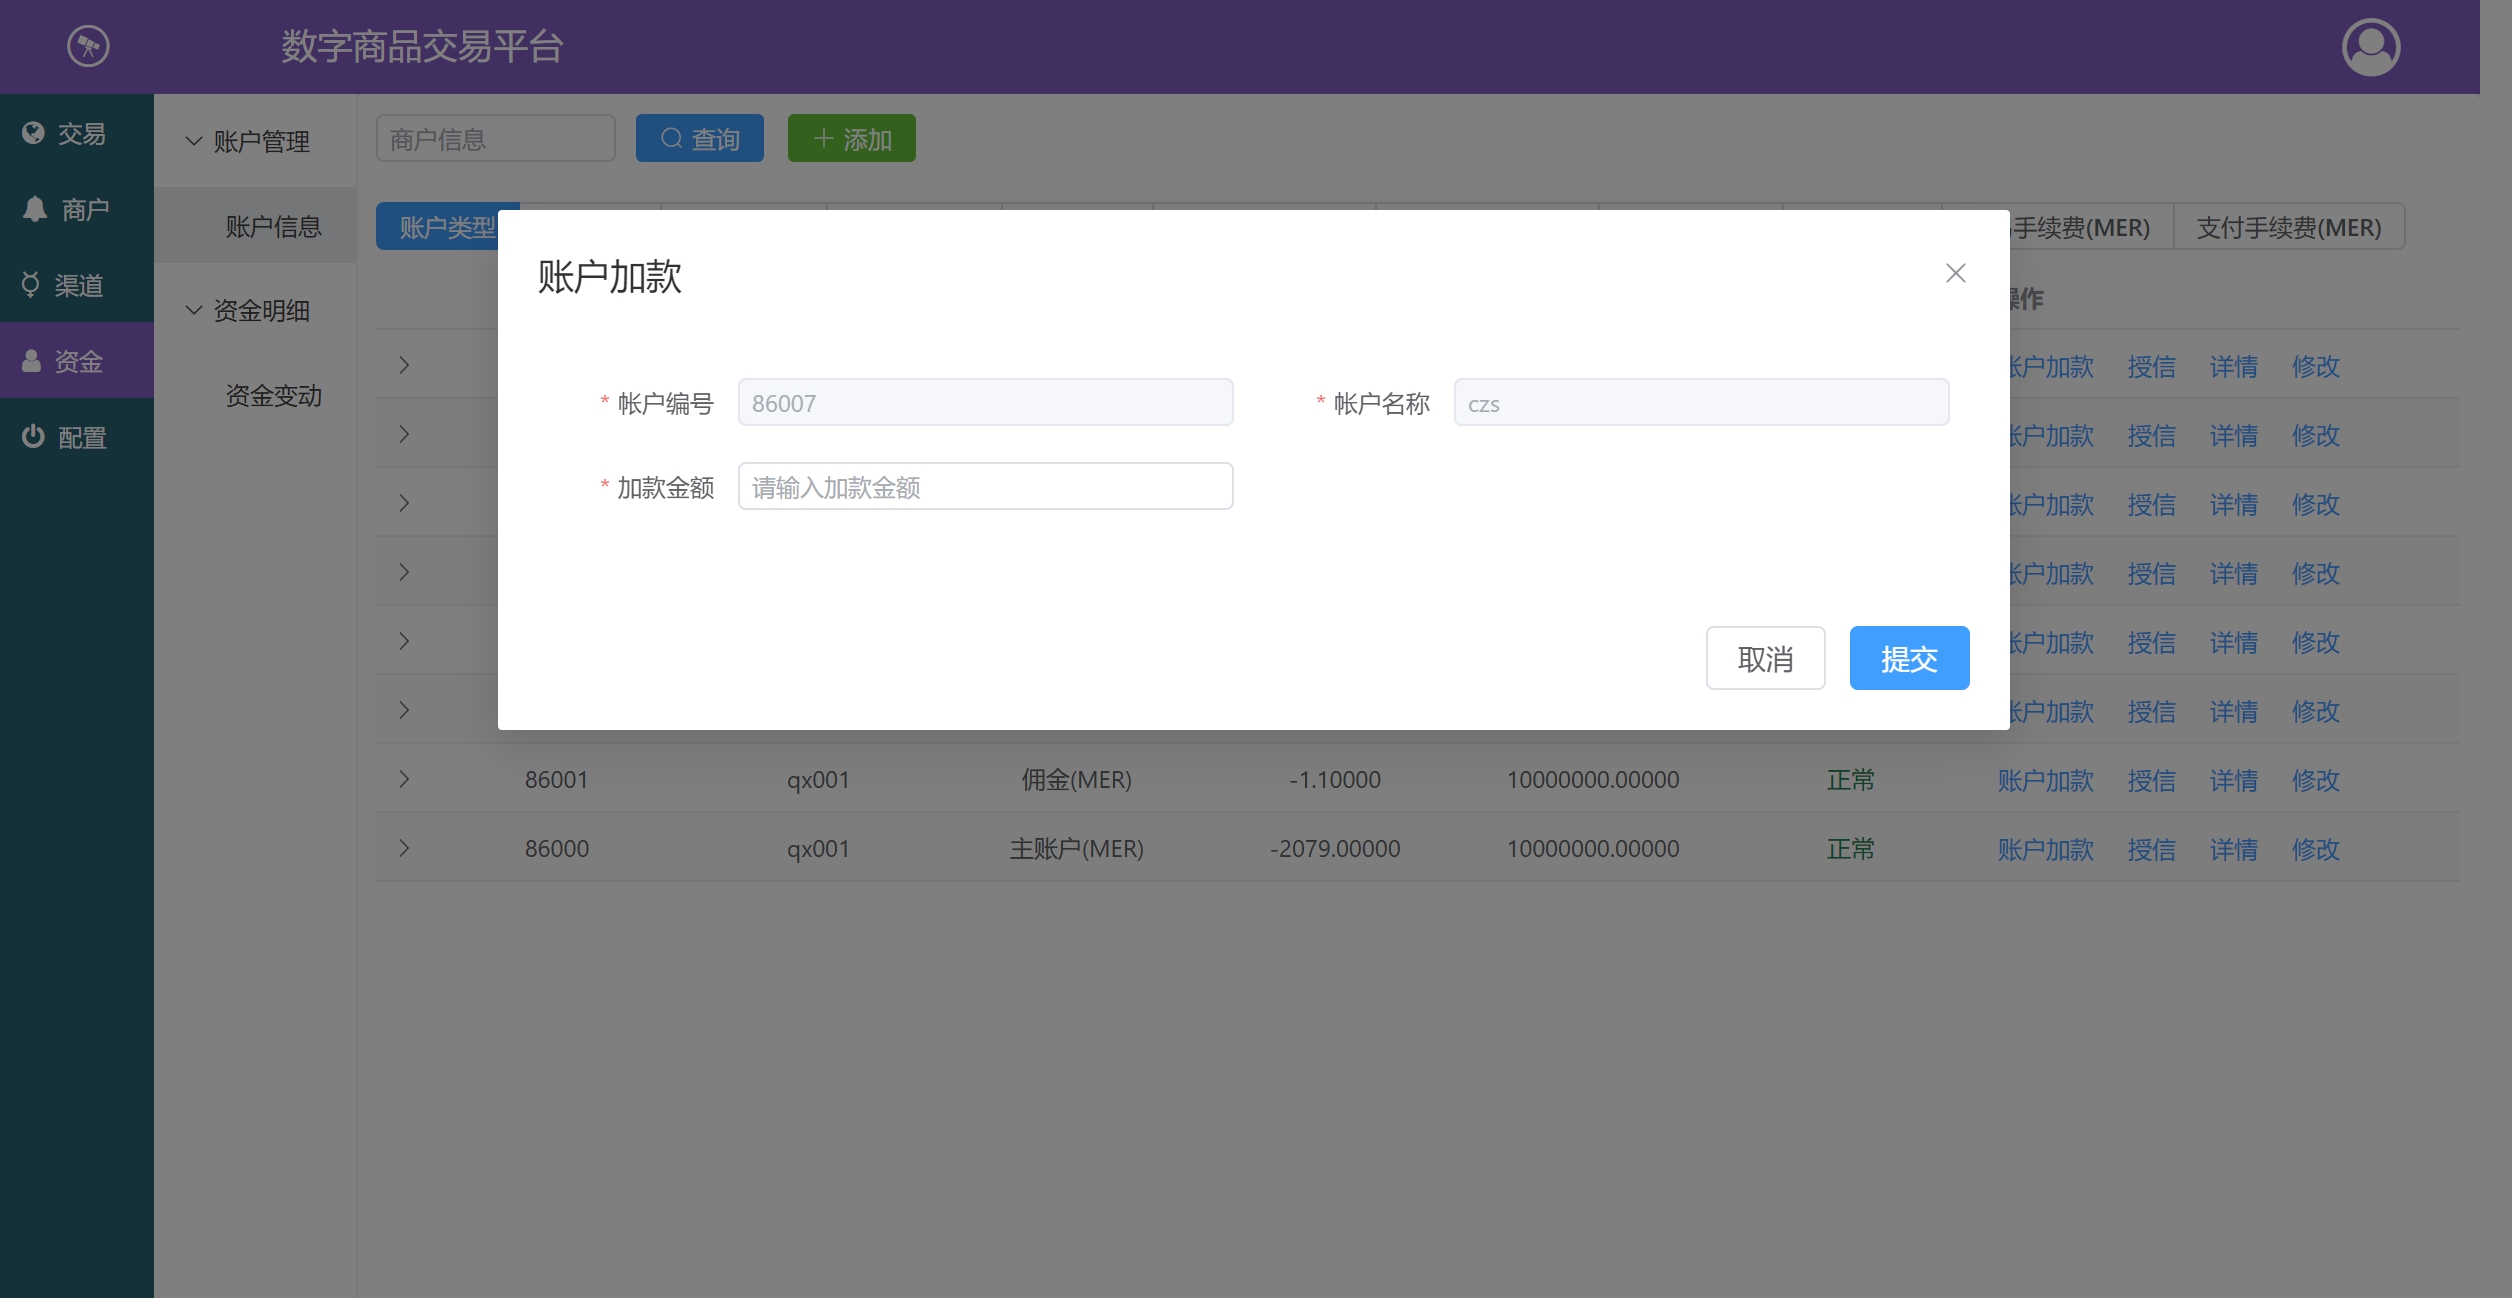 数字商品交易平台
交易
商户
渠道
资金
配置
账户管理
账户信息
资金明细
资金变动
商户信息
查询
添加
账户类型
手续费(MER)
支付手续费(MER)
操作
账户加款
* 帐户编号 86007
* 帐户名称 czs
* 加款金额 请输入加款金额
取消
提交
账户加款 授信 详情 修改
账户加款 授信 详情 修改
账户加款 授信 详情 修改
账户加款 授信 详情 修改
账户加款 授信 详情 修改
账户加款 授信 详情 修改
86001 qx001 佣金(MER) -1.10000 10000000.00000 正常 账户加款 授信 详情 修改
86000 qx001 主账户(MER) -2079.00000 10000000.00000 正常 账户加款 授信 详情 修改